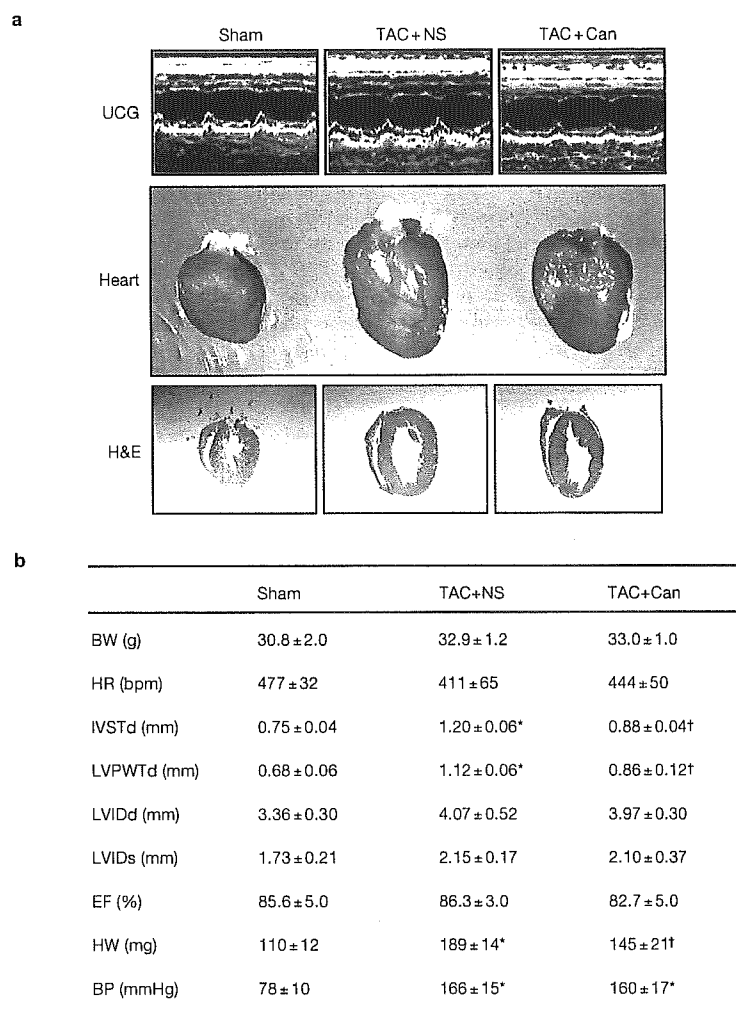 a
Sham TAC+NS TAC+Can
UCG
Heart
H&E
b
Sham TAC+NS TAC+Can
BW (g) 30.8±2.0 32.9±1.2 33.0±1.0
HR (bpm) 477±32 411±65 444±50
IVSTd (mm) 0.75±0.04 1.20±0.06* 0.88±0.04†
LVPWTd (mm) 0.68±0.06 1.12±0.06* 0.86±0.12†
LVIDd (mm) 3.36±0.30 4.07±0.52 3.97±0.30
LVIDs (mm) 1.73±0.21 2.15±0.17 2.10±0.37
EF (%) 85.6±5.0 86.3±3.0 82.7±5.0
HW (mg) 110±12 189±14* 145±21†
BP (mmHg) 78±10 166±15* 160±17*